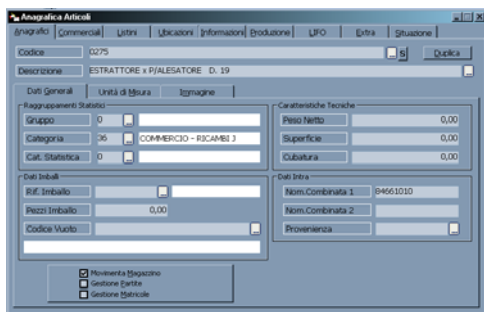 Anagrafica Articoli
Anagrafici Commerciali Listini Ubicazioni Informazioni Produzione LIFO Extra Situazione
Codice 0275 ... S Duplica
Descrizione ESTRATTORE x P/ALESATORE D. 19 ...
Dati Generali Unità di Misura Immagine
Raggruppamenti Statistici
Gruppo 0 ...
Categoria 36 ... COMMERCIO - RICAMBI J
Cat. Statistica 0 ...
Caratteristiche Tecniche
Peso Netto 0,00
Superficie 0,00
Cubatura 0,00
Dati Imballi
Rif. Imballo ...
Pezzi Imballo 0,00
Codice Vuoto ...
Dati Intra
Nom.Combinata 1 84661010
Nom.Combinata 2
Provenienza ...
Movimenta Magazzino
Gestione Partite
Gestione Matricole